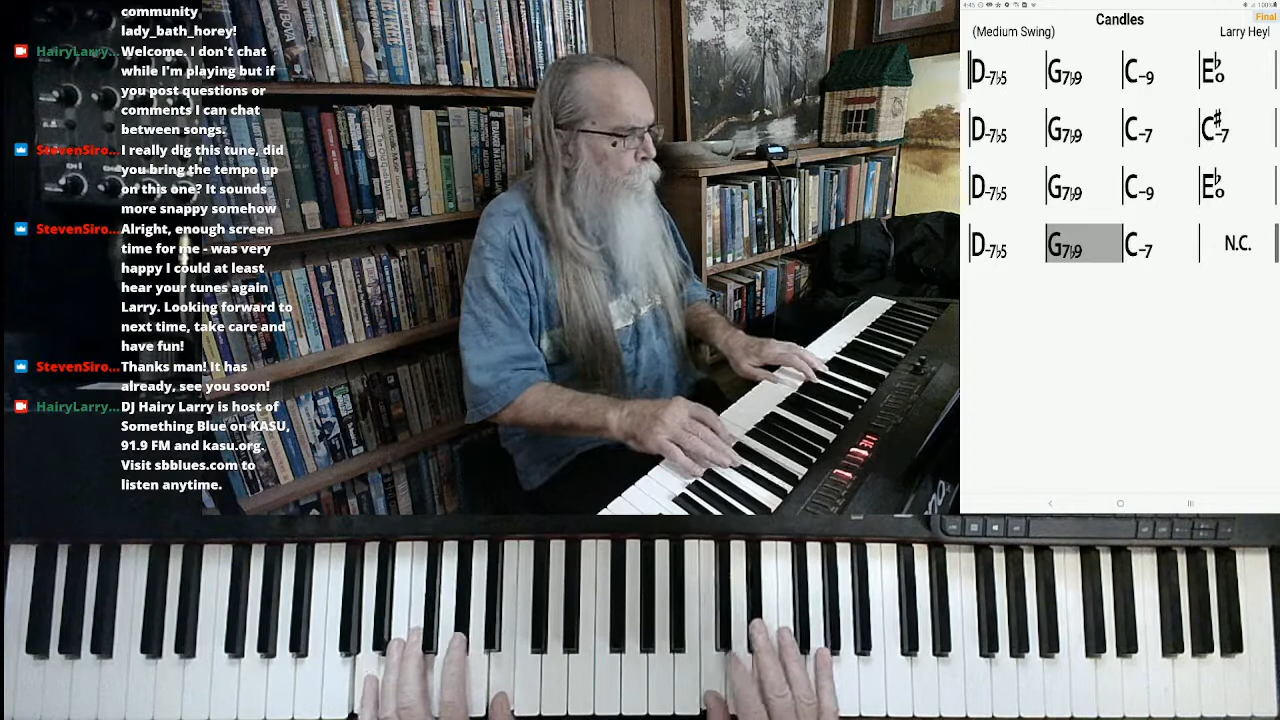 community
lady_bath_horey!
HairyLarry... Welcome. I don't chat
while I'm playing but if
you post questions or
comments I can chat
between songs.
StevenSiro... I really dig this tune, did
you bring the tempo up
on this one? It sounds
more snappy somehow
StevenSiro... Alright, enough screen
time for me - was very
happy I could at least
hear your tunes again
Larry. Looking forward to
next time, take care and
have fun!
StevenSiro... Thanks man! It has
already, see you soon!
HairyLarry... DJ Hairy Larry is host of
Something Blue on KASU,
91.9 FM and kasu.org.
Visit sbblues.com to
listen anytime.
4:45 100%
Final
Candles
(Medium Swing) Larry Heyl
D-7♭5 G7♭9 C-9 E♭o
D-7♭5 G7♭9 C-7 C♯-7
D-7♭5 G7♭9 C-9 E♭o
D-7♭5 G7♭9 C-7 N.C.